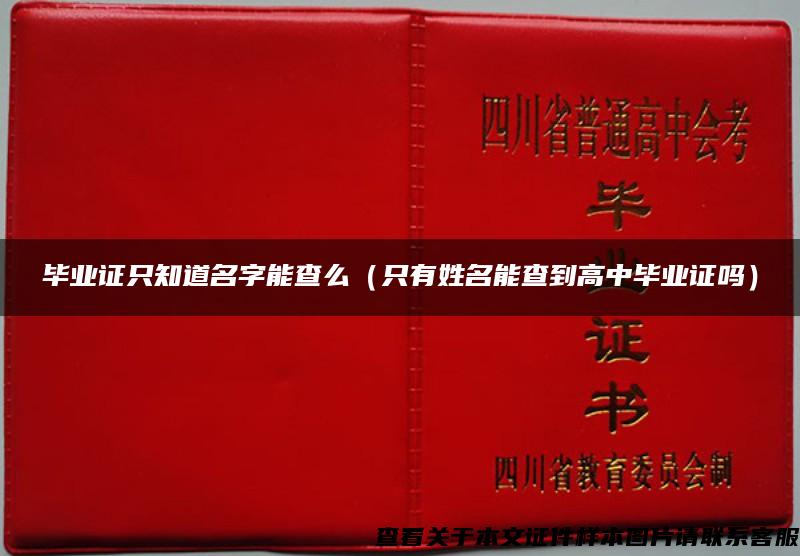 四川省普通高中会考
毕业证书
毕业证只知道名字能查么（只有姓名能查到高中毕业证吗）
四川省教育委员会制
查看关于本文证件样本图片请联系客服